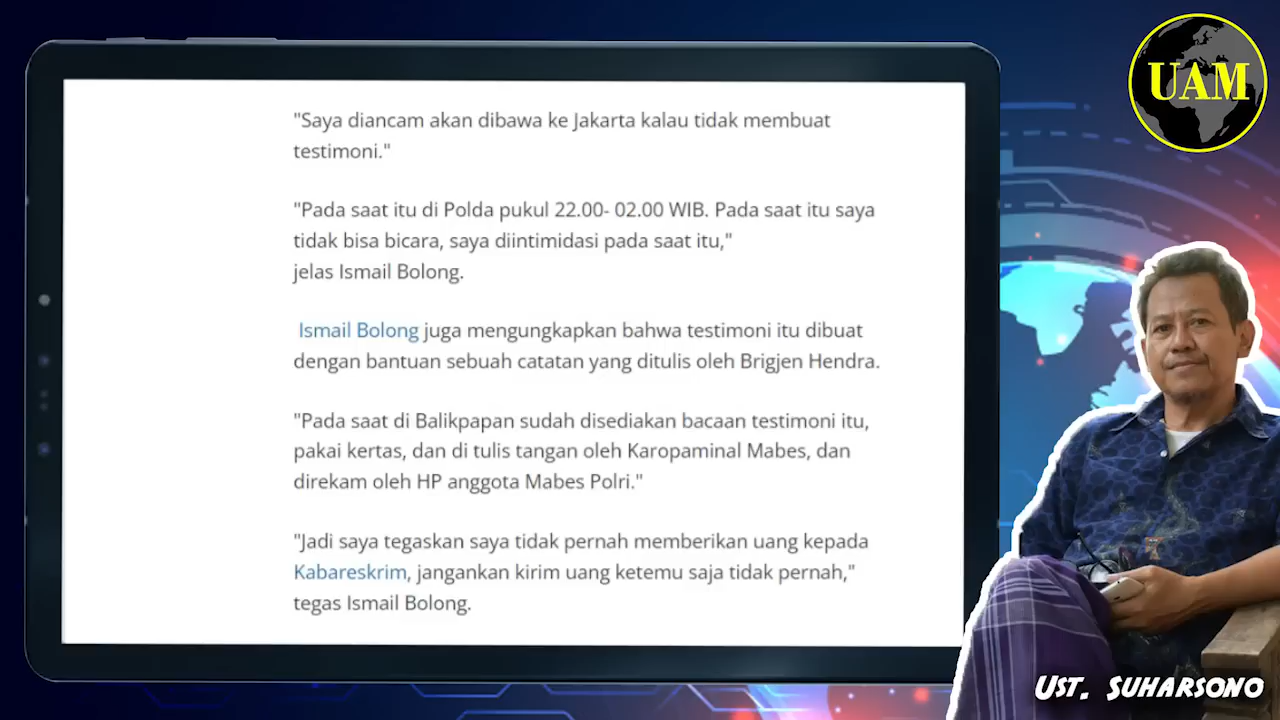 "Saya diancam akan dibawa ke Jakarta kalau tidak membuat
testimoni."
"Pada saat itu di Polda pukul 22.00- 02.00 WIB. Pada saat itu saya
tidak bisa bicara, saya diintimidasi pada saat itu,"
jelas Ismail Bolong.
Ismail Bolong juga mengungkapkan bahwa testimoni itu dibuat
dengan bantuan sebuah catatan yang ditulis oleh Brigjen Hendra.
"Pada saat di Balikpapan sudah disediakan bacaan testimoni itu,
pakai kertas, dan di tulis tangan oleh Karopaminal Mabes, dan
direkam oleh HP anggota Mabes Polri."
"Jadi saya tegaskan saya tidak pernah memberikan uang kepada
Kabareskrim, jangankan kirim uang ketemu saja tidak pernah,"
tegas Ismail Bolong.
UAM
UST. SUHARSONO